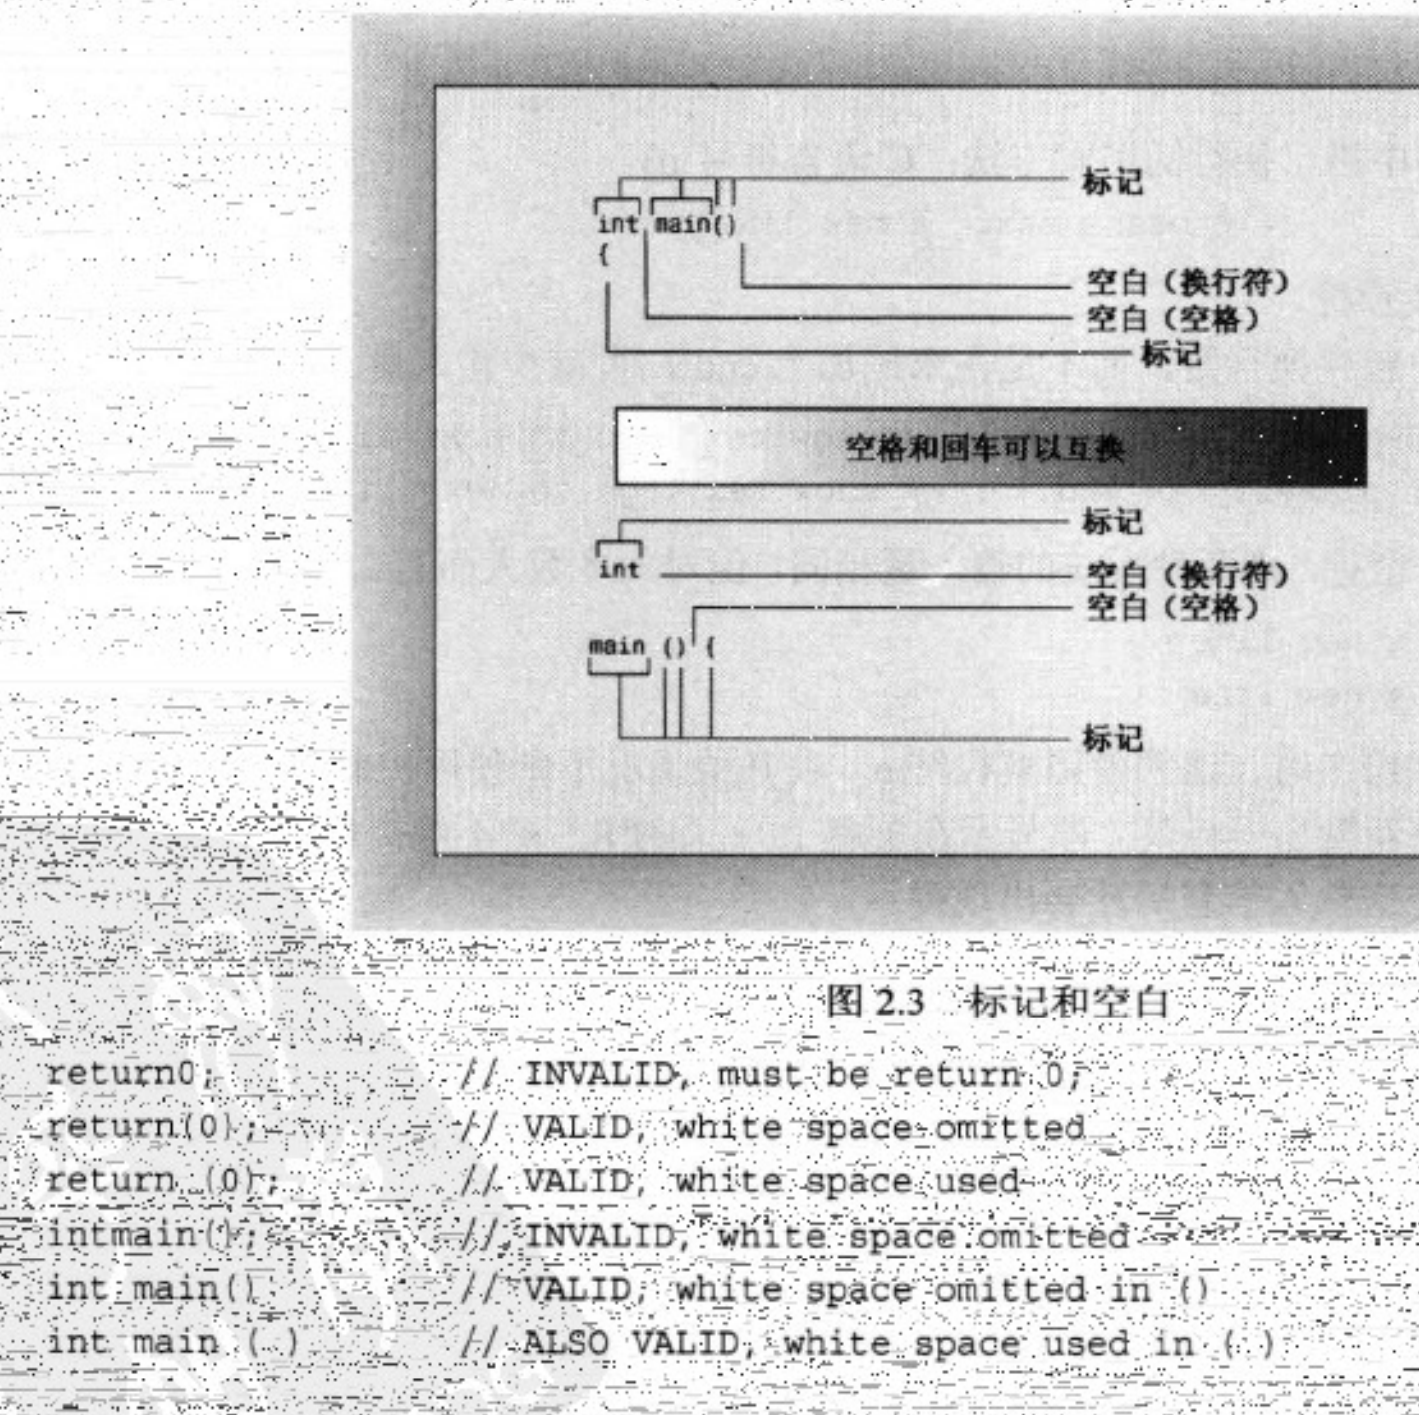 标记
int main()
{
空白（换行符）
空白（空格）
标记
空格和回车可以互换
标记
int
空白（换行符）
空白（空格）
main () {
标记
图 2.3 标记和空白
return0; // INVALID, must be return 0;
return(0); // VALID, white space omitted
return (0); // VALID, white space used
intmain(); // INVALID, white space omitted
int main() // VALID, white space omitted in ()
int main ( ) // ALSO VALID, white space used in ( )